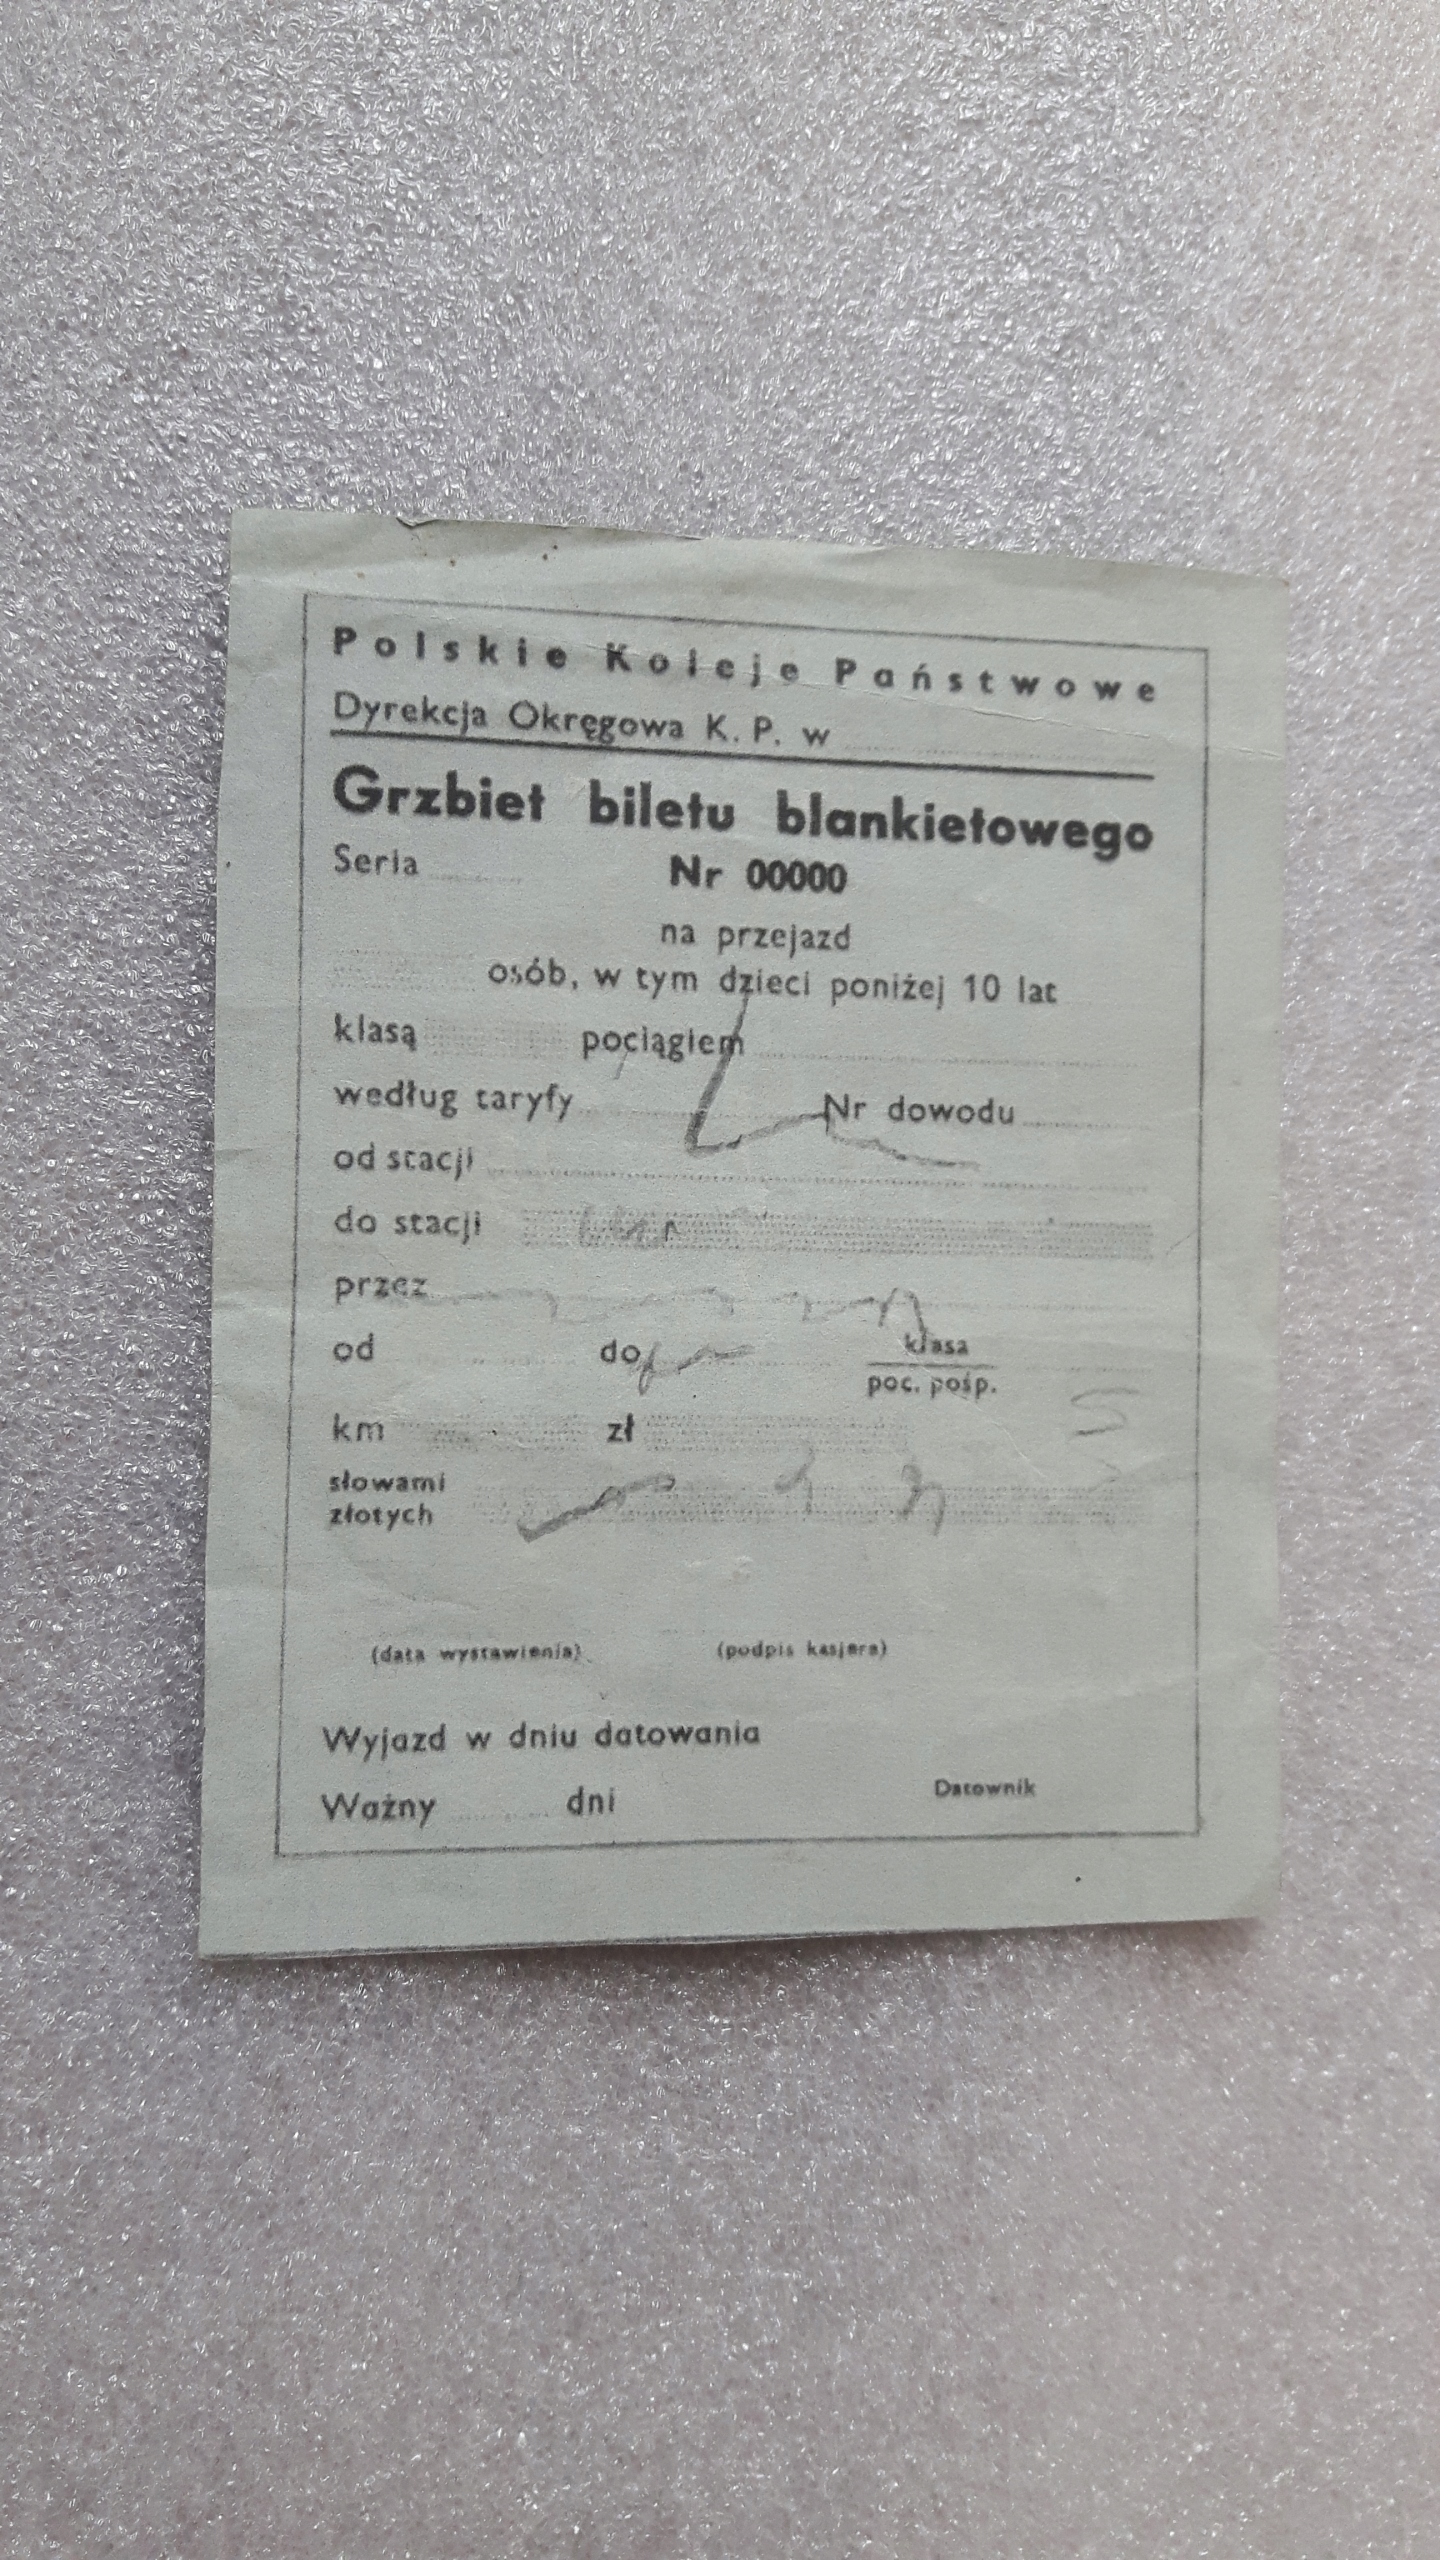 Polskie Koleje Państwowe
Dyrekcja Okręgowa K. P. w
Grzbiet biletu blankietowego
Seria Nr 00000
na przejazd
osób, w tym dzieci poniżej 10 lat
klasą pociągiem
według taryfy Nr dowodu
od stacji
do stacji
przez
od do klasa
poc. pośp.
km zł
słowami
złotych
(data wystawienia) (podpis kasjera)
Wyjazd w dniu datowania
Ważny dni Datownik